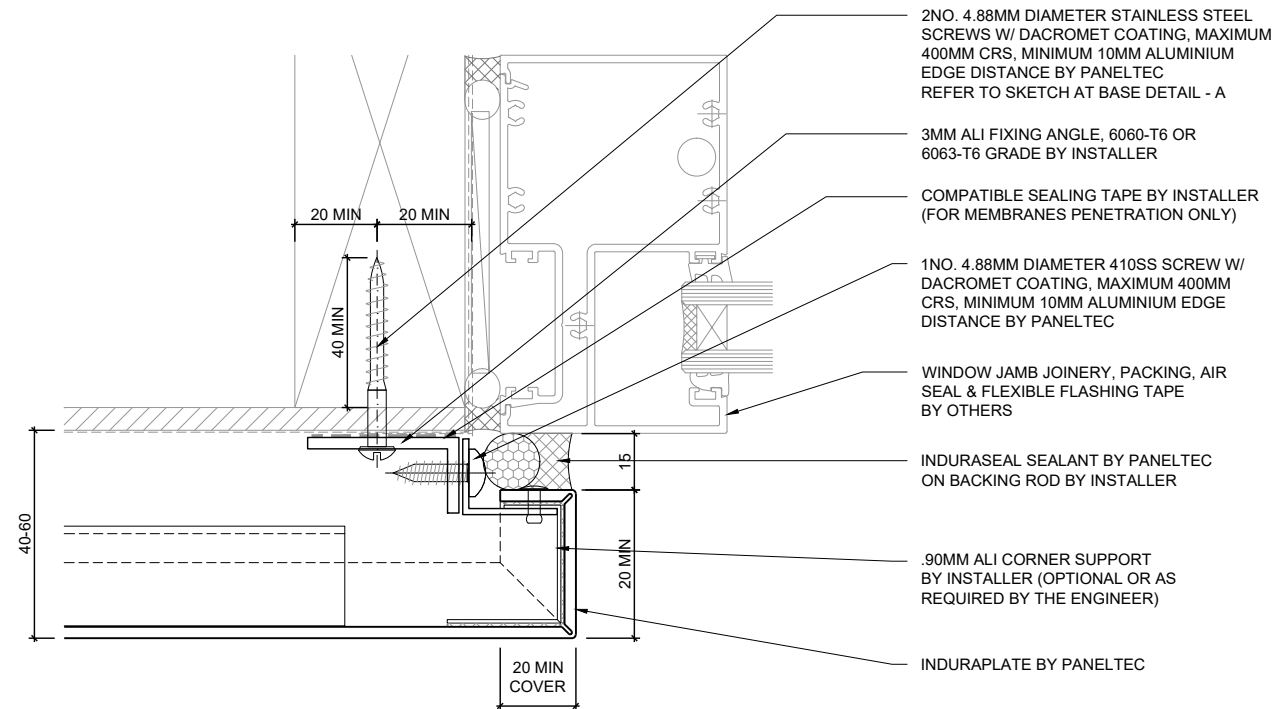 2NO. 4.88MM DIAMETER STAINLESS STEEL
SCREWS W/ DACROMET COATING, MAXIMUM
400MM CRS, MINIMUM 10MM ALUMINIUM
EDGE DISTANCE BY PANELTEC
REFER TO SKETCH AT BASE DETAIL - A
3MM ALI FIXING ANGLE, 6060-T6 OR
6063-T6 GRADE BY INSTALLER
COMPATIBLE SEALING TAPE BY INSTALLER
(FOR MEMBRANES PENETRATION ONLY)
1NO. 4.88MM DIAMETER 410SS SCREW W/
DACROMET COATING, MAXIMUM 400MM
CRS, MINIMUM 10MM ALUMINIUM EDGE
DISTANCE BY PANELTEC
WINDOW JAMB JOINERY, PACKING, AIR
SEAL & FLEXIBLE FLASHING TAPE
BY OTHERS
INDURASEAL SEALANT BY PANELTEC
ON BACKING ROD BY INSTALLER
.90MM ALI CORNER SUPPORT
BY INSTALLER (OPTIONAL OR AS
REQUIRED BY THE ENGINEER)
INDURAPLATE BY PANELTEC
20 MIN
20 MIN
40 MIN
40-60
15
20 MIN
20 MIN
COVER